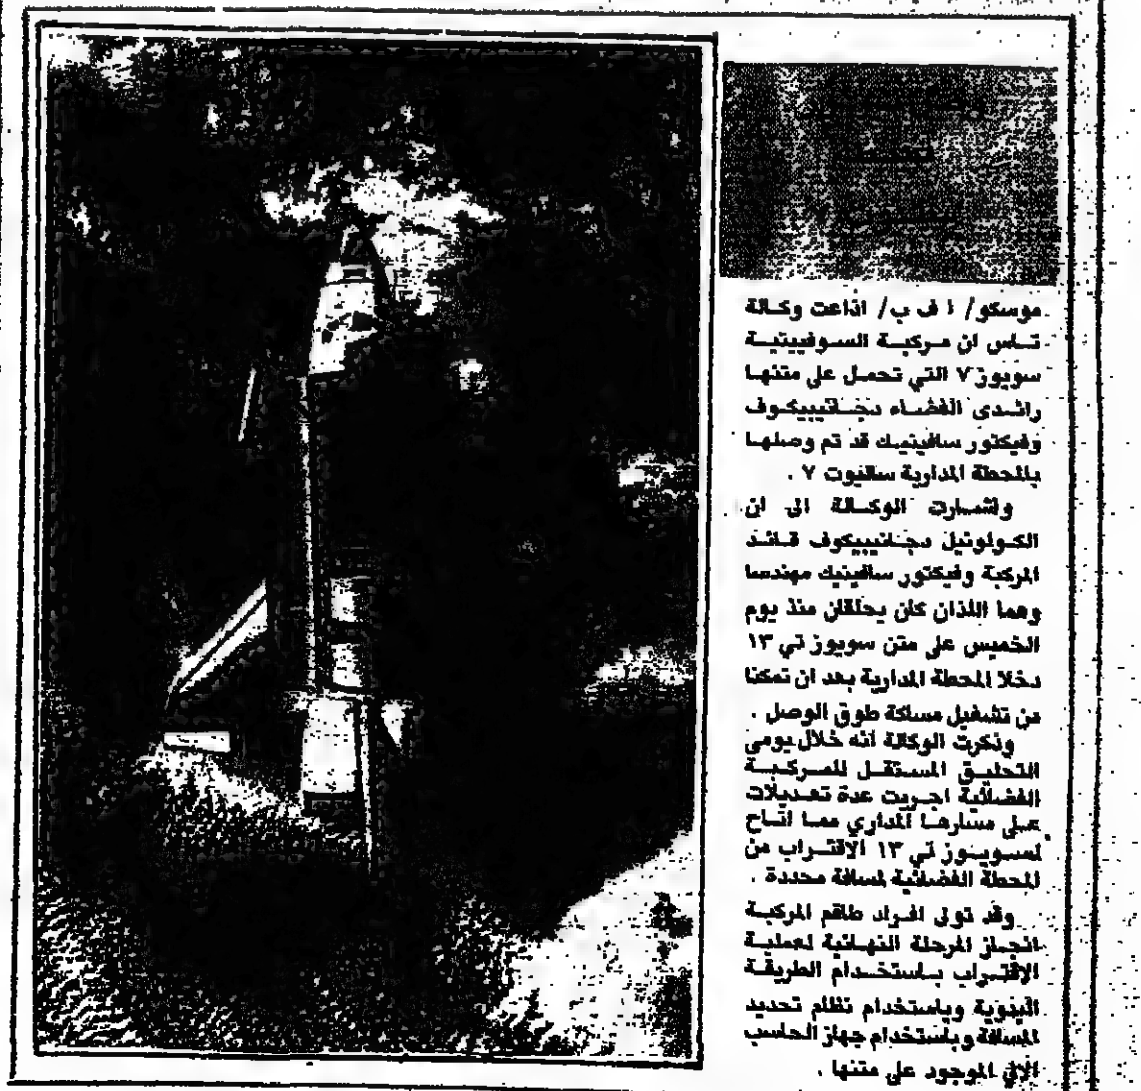 موسكو / ا ف ب / اذاعت وكالة
تاس ان مركبة السوفييتية
سويوز ٧ التي تحمل على متنها
رائدى الفضاء دجانيبيكوف
وفيكتور سافينيك قد تم وصلها
بالمحطة المدارية سالنيوت ٧ .
واشارت الوكالة الى ان
الكولونيل دجانيبيكوف قائد
المركبة وفيكتور سافينيك مهندسا
وهما اللذان كان يحلقان منذ يوم
الخميس على متن سويوز تي ١٣
دخلا المحطة المدارية بعد ان تمكنا
من تشغيل مساكة طوق الوصل .
وذكرت الوكالة انه خلال يومى
التحليق المستقل للمركبة
الفضائية اجريت عدة تعديلات
على مسارها المداري مما اتاح
لسويوز تي ١٣ الاقتراب من
المحطة الفضائية لمسافة محددة .
وقد تولى افراد طاقم المركبة
انجاز المرحلة النهائية لعملية
الاقتراب باستخدام الطريقة
اليدوية وباستخدام نظام تحديد
المسافة وباستخدام جهاز الحاسب
الالي الموجود على متنها .